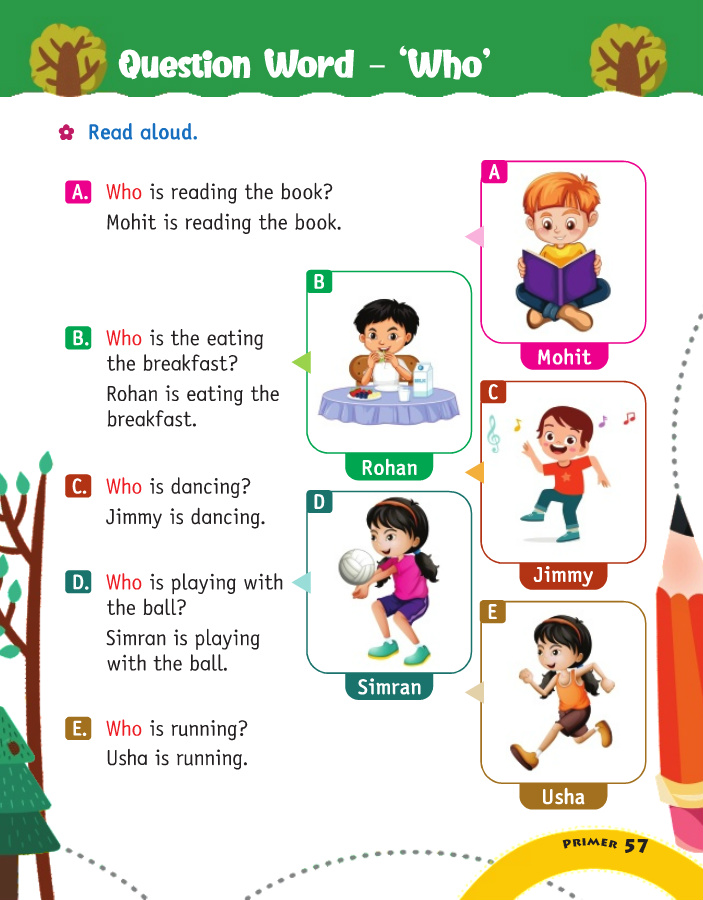 Question Word – ‘Who’
Read aloud.
A. Who is reading the book?
Mohit is reading the book.
A
Mohit
B. Who is the eating
the breakfast?
Rohan is eating the
breakfast.
B
MILK
Rohan
C. Who is dancing?
Jimmy is dancing.
C
Jimmy
D. Who is playing with
the ball?
Simran is playing
with the ball.
D
Simran
E. Who is running?
Usha is running.
E
Usha
PRIMER 57